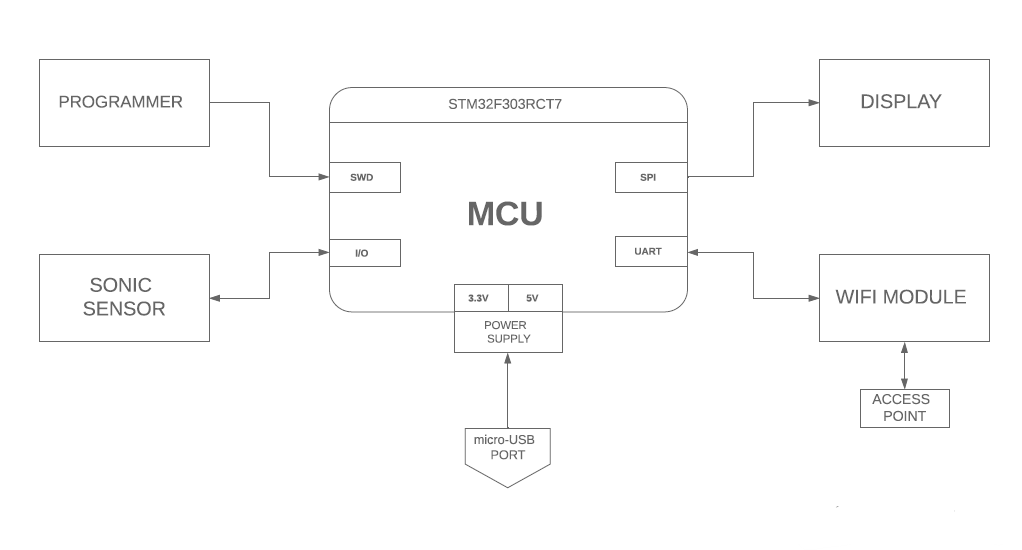 PROGRAMMER
STM32F303RCT7
DISPLAY
SWD
SPI
MCU
I/O
UART
SONIC
SENSOR
3.3V
5V
WIFI MODULE
POWER
SUPPLY
ACCESS
POINT
micro-USB
PORT